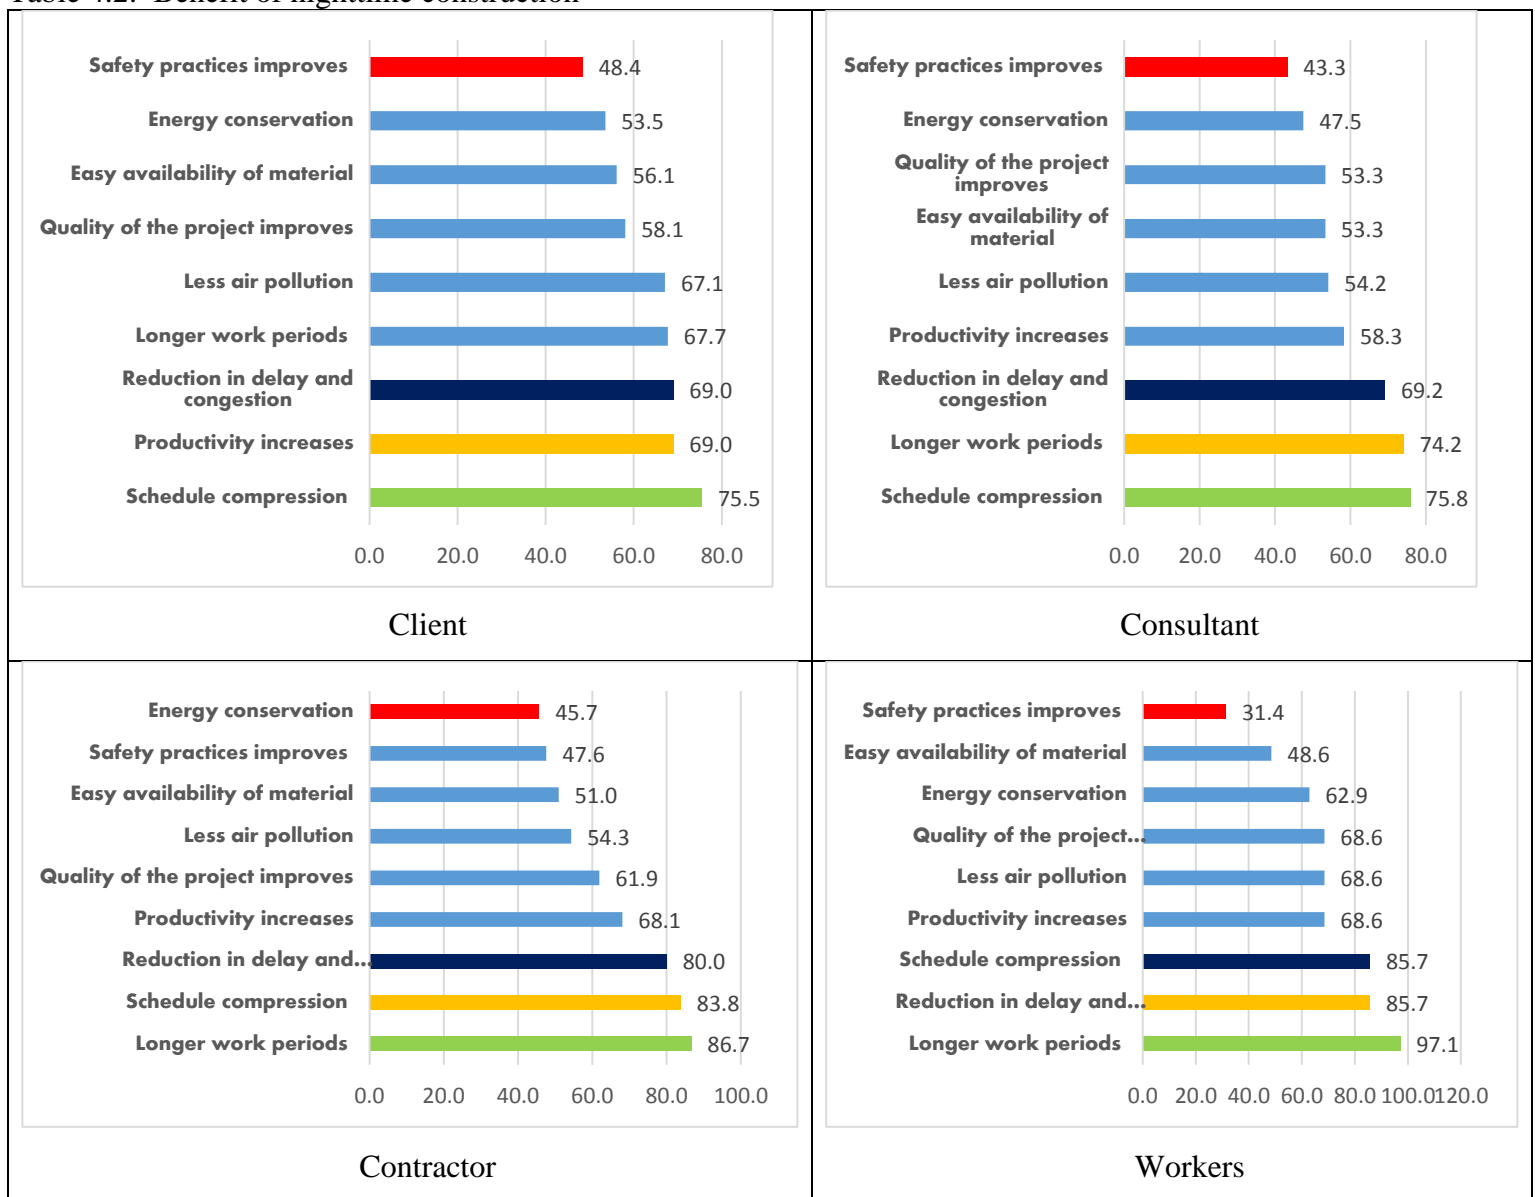 Table 4.2: Benefit of nighttime construction
Safety practices improves 48.4
Energy conservation 53.5
Easy availability of material 56.1
Quality of the project improves 58.1
Less air pollution 67.1
Longer work periods 67.7
Reduction in delay and
congestion 69.0
Productivity increases 69.0
Schedule compression 75.5
0.0 20.0 40.0 60.0 80.0
Client
Safety practices improves 43.3
Energy conservation 47.5
Quality of the project
improves 53.3
Easy availability of
material 53.3
Less air pollution 54.2
Productivity increases 58.3
Reduction in delay and
congestion 69.2
Longer work periods 74.2
Schedule compression 75.8
0.0 20.0 40.0 60.0 80.0
Consultant
Energy conservation 45.7
Safety practices improves 47.6
Easy availability of material 51.0
Less air pollution 54.3
Quality of the project improves 61.9
Productivity increases 68.1
Reduction in delay and... 80.0
Schedule compression 83.8
Longer work periods 86.7
0.0 20.0 40.0 60.0 80.0 100.0
Contractor
Safety practices improves 31.4
Easy availability of material 48.6
Energy conservation 62.9
Quality of the project... 68.6
Less air pollution 68.6
Productivity increases 68.6
Schedule compression 85.7
Reduction in delay and... 85.7
Longer work periods 97.1
0.0 20.0 40.0 60.0 80.0 100.0 120.0
Workers